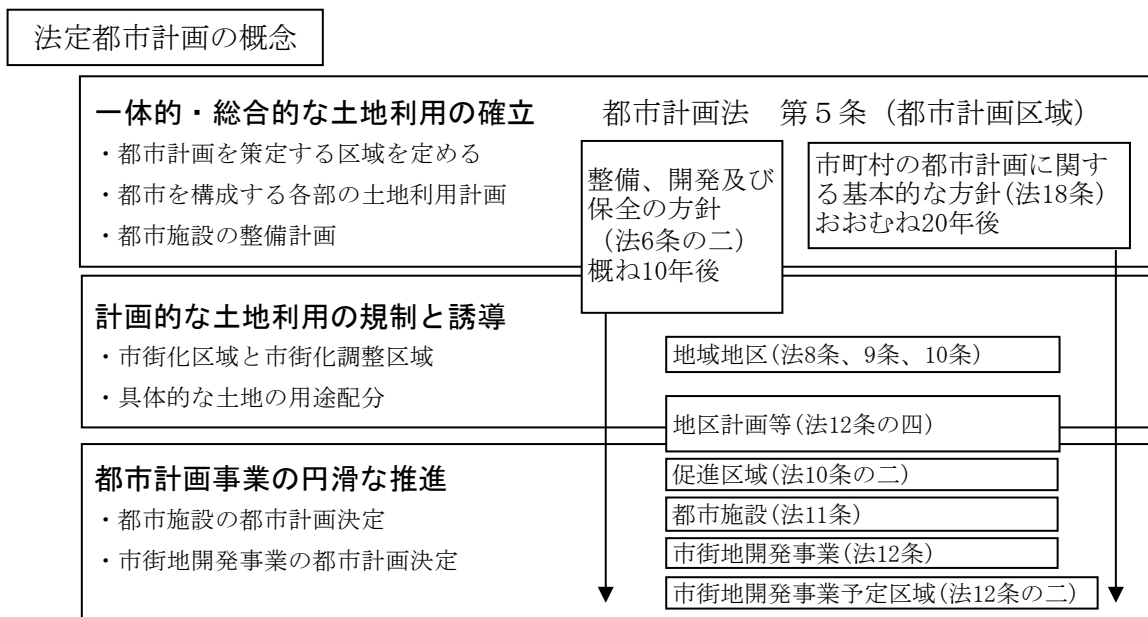 法定都市計画の概念
一体的・総合的な土地利用の確立
・都市計画を策定する区域を定める
・都市を構成する各部の土地利用計画
・都市施設の整備計画
都市計画法　第５条（都市計画区域）
整備、開発及び
保全の方針
（法6条の二）
概ね10年後
市町村の都市計画に関す
る基本的な方針(法18条)
おおむね20年後
計画的な土地利用の規制と誘導
・市街化区域と市街化調整区域
・具体的な土地の用途配分
地域地区(法8条、9条、10条）
地区計画等(法12条の四）
都市計画事業の円滑な推進
・都市施設の都市計画決定
・市街地開発事業の都市計画決定
促進区域(法10条の二）
都市施設(法11条）
市街地開発事業(法12条）
市街地開発事業予定区域(法12条の二）